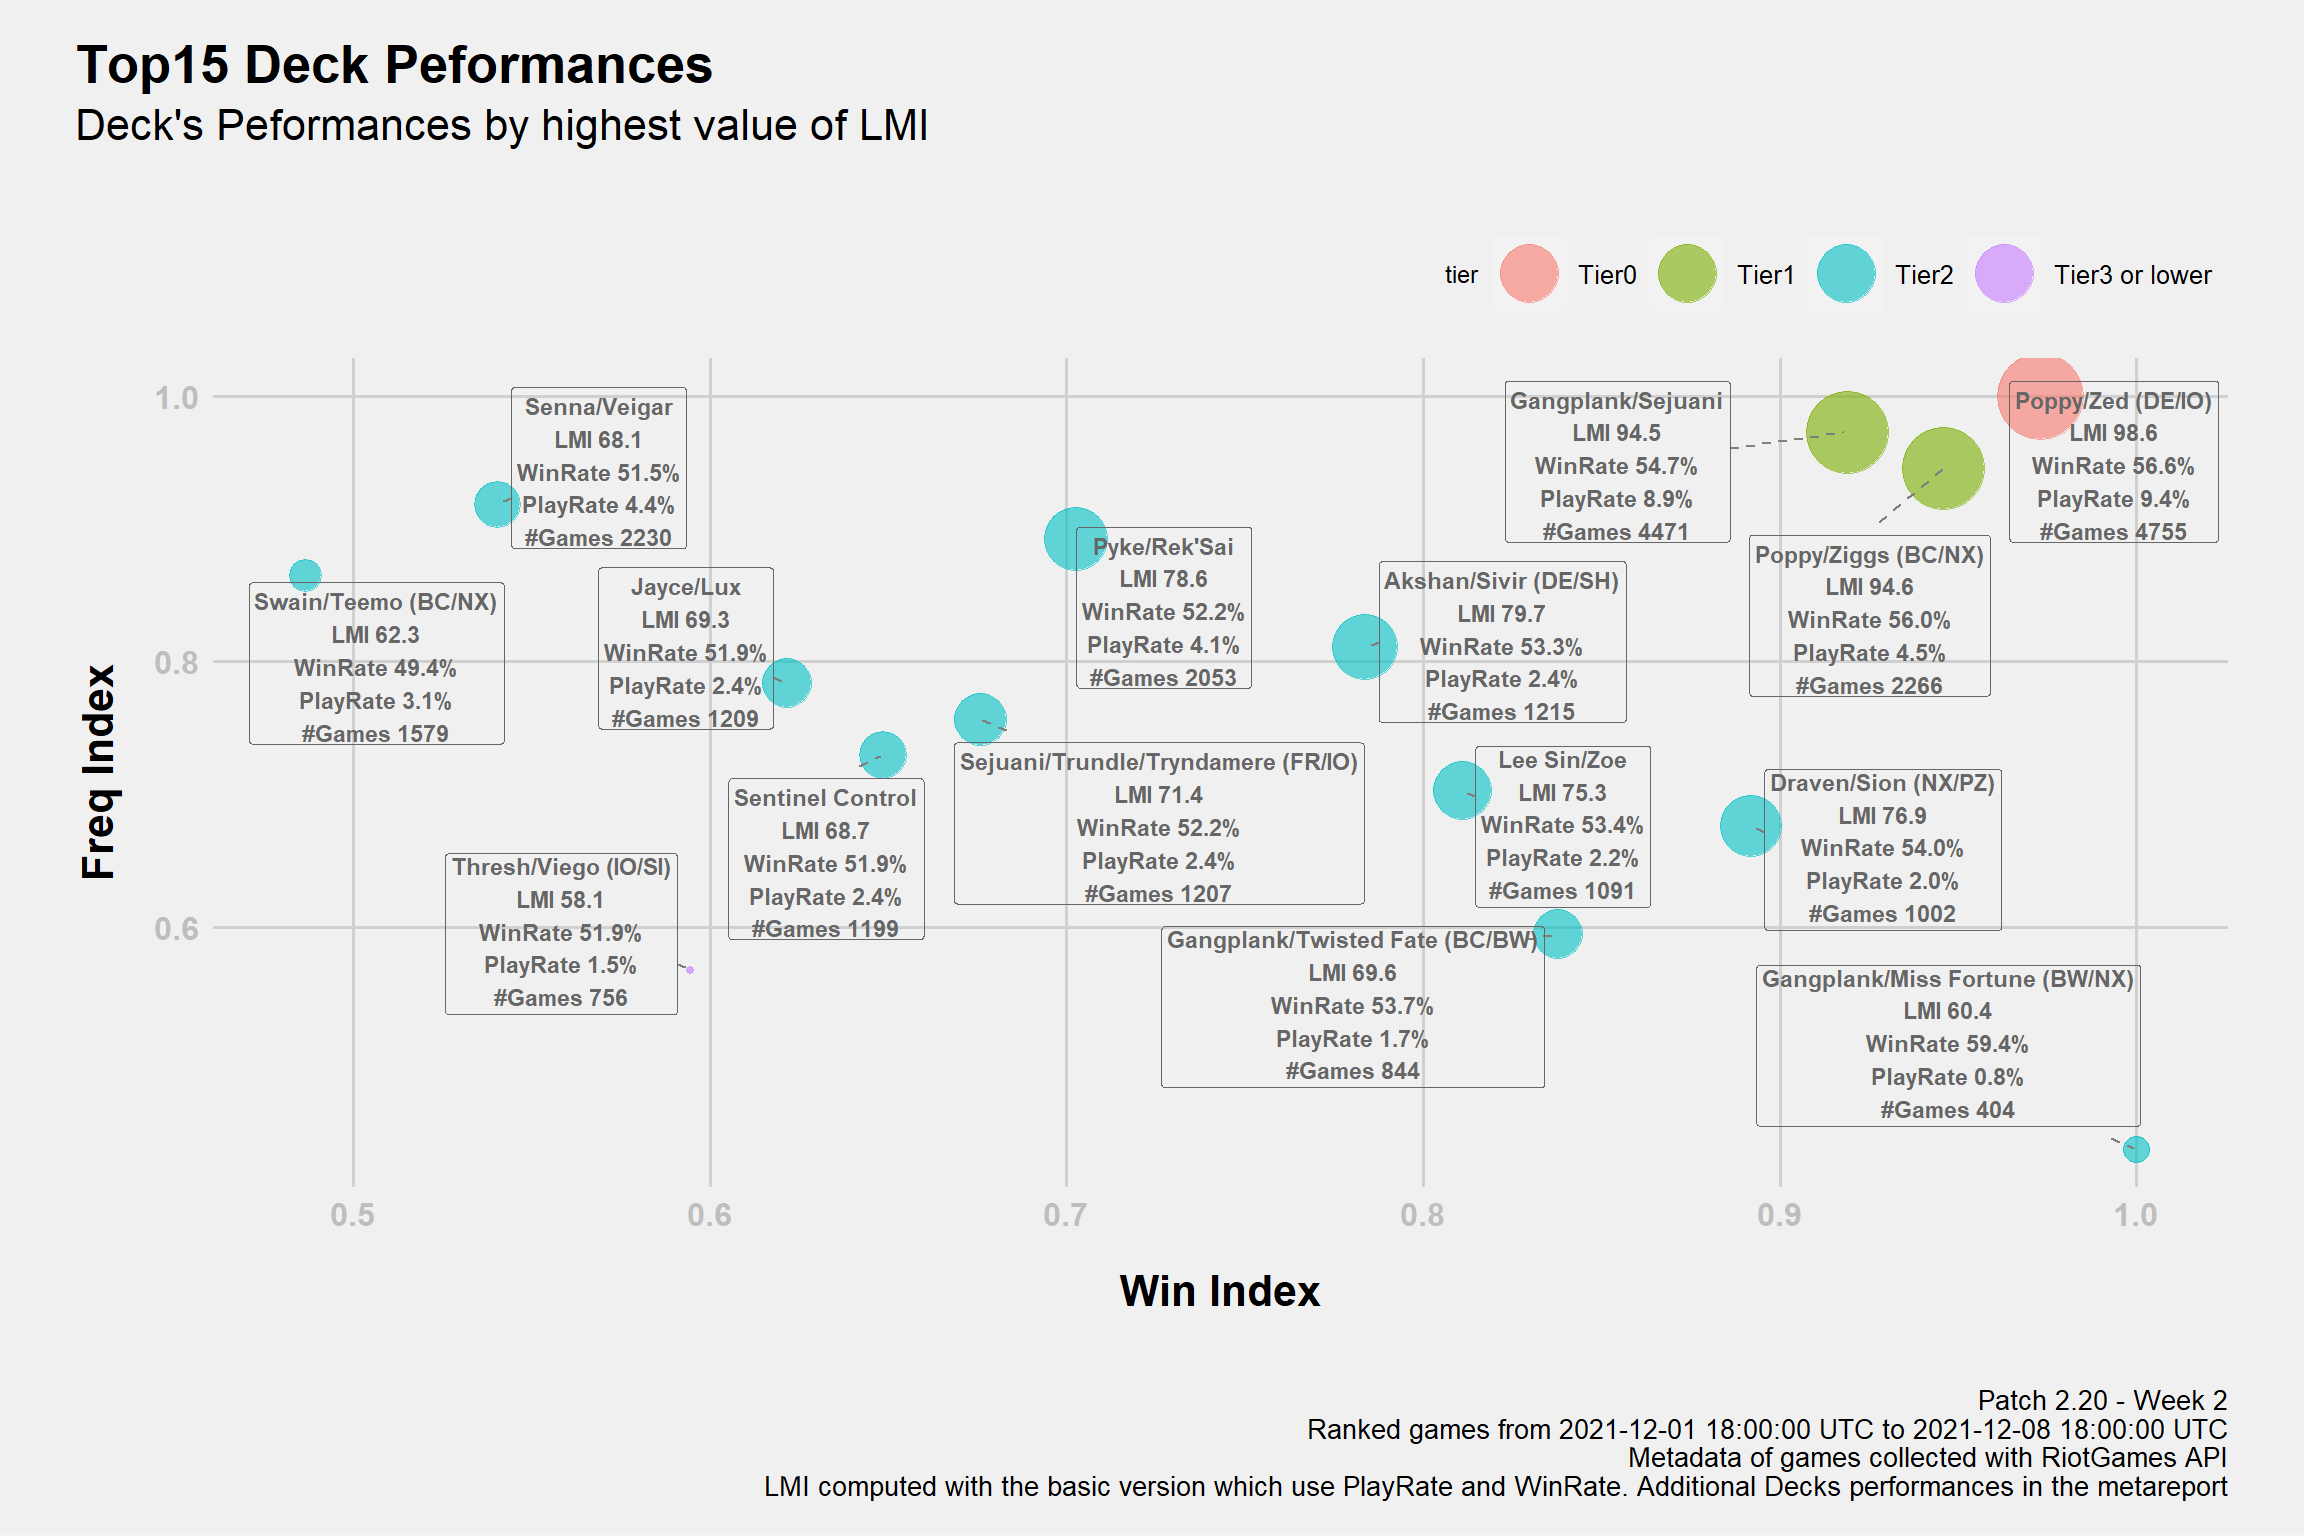 Top15 Deck Peformances
Deck's Peformances by highest value of LMI
tier
Tier0
Tier1
Tier2
Tier3 or lower
Freq Index
1.0
0.8
0.6
Senna/Veigar
LMI 68.1
WinRate 51.5%
PlayRate 4.4%
#Games 2230
Gangplank/Sejuani
LMI 94.5
WinRate 54.7%
PlayRate 8.9%
#Games 4471
Poppy/Zed (DE/IO)
LMI 98.6
WinRate 56.6%
PlayRate 9.4%
#Games 4755
Pyke/Rek'Sai
LMI 78.6
WinRate 52.2%
PlayRate 4.1%
#Games 2053
Poppy/Ziggs (BC/NX)
LMI 94.6
WinRate 56.0%
PlayRate 4.5%
#Games 2266
Swain/Teemo (BC/NX)
LMI 62.3
WinRate 49.4%
PlayRate 3.1%
#Games 1579
Jayce/Lux
LMI 69.3
WinRate 51.9%
PlayRate 2.4%
#Games 1209
Akshan/Sivir (DE/SH)
LMI 79.7
WinRate 53.3%
PlayRate 2.4%
#Games 1215
Sejuani/Trundle/Tryndamere (FR/IO)
LMI 71.4
WinRate 52.2%
PlayRate 2.4%
#Games 1207
Lee Sin/Zoe
LMI 75.3
WinRate 53.4%
PlayRate 2.2%
#Games 1091
Draven/Sion (NX/PZ)
LMI 76.9
WinRate 54.0%
PlayRate 2.0%
#Games 1002
Sentinel Control
LMI 68.7
WinRate 51.9%
PlayRate 2.4%
#Games 1199
Thresh/Viego (IO/SI)
LMI 58.1
WinRate 51.9%
PlayRate 1.5%
#Games 756
Gangplank/Twisted Fate (BC/BW)
LMI 69.6
WinRate 53.7%
PlayRate 1.7%
#Games 844
Gangplank/Miss Fortune (BW/NX)
LMI 60.4
WinRate 59.4%
PlayRate 0.8%
#Games 404
0.5
0.6
0.7
0.8
0.9
1.0
Win Index
Patch 2.20 - Week 2
Ranked games from 2021-12-01 18:00:00 UTC to 2021-12-08 18:00:00 UTC
Metadata of games collected with RiotGames API
LMI computed with the basic version which use PlayRate and WinRate. Additional Decks performances in the metareport